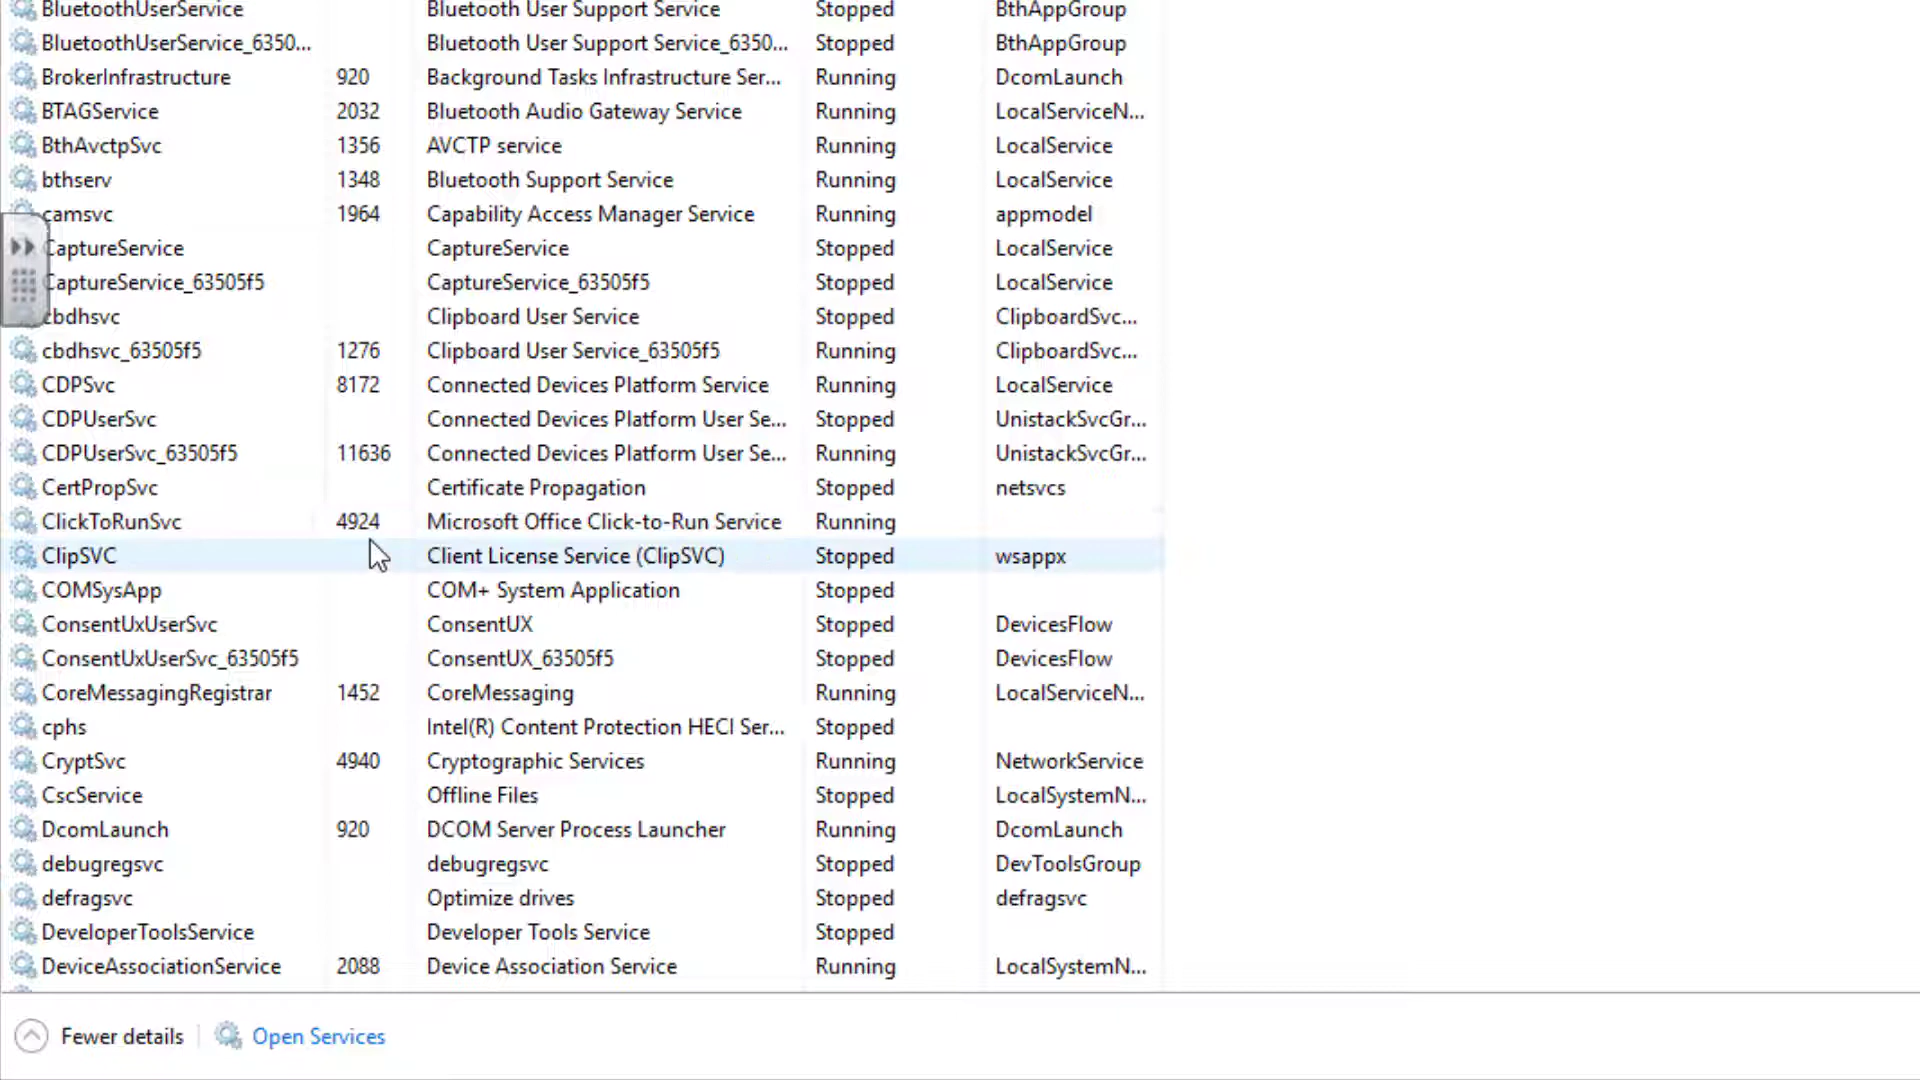 BluetoothUserService Bluetooth User Support Service Stopped BthAppGroup
BluetoothUserService_6350... Bluetooth User Support Service_6350... Stopped BthAppGroup
BrokerInfrastructure 920 Background Tasks Infrastructure Ser... Running DcomLaunch
BTAGService 2032 Bluetooth Audio Gateway Service Running LocalServiceN...
BthAvctpSvc 1356 AVCTP service Running LocalService
bthserv 1348 Bluetooth Support Service Running LocalService
camsvc 1964 Capability Access Manager Service Running appmodel
CaptureService CaptureService Stopped LocalService
CaptureService_63505f5 CaptureService_63505f5 Stopped LocalService
cbdhsvc Clipboard User Service Stopped ClipboardSvc...
cbdhsvc_63505f5 1276 Clipboard User Service_63505f5 Running ClipboardSvc...
CDPSvc 8172 Connected Devices Platform Service Running LocalService
CDPUserSvc Connected Devices Platform User Se... Stopped UnistackSvcGr...
CDPUserSvc_63505f5 11636 Connected Devices Platform User Se... Running UnistackSvcGr...
CertPropSvc Certificate Propagation Stopped netsvcs
ClickToRunSvc 4924 Microsoft Office Click-to-Run Service Running
ClipSVC Client License Service (ClipSVC) Stopped wsappx
COMSysApp COM+ System Application Stopped
ConsentUxUserSvc ConsentUX Stopped DevicesFlow
ConsentUxUserSvc_63505f5 ConsentUX_63505f5 Stopped DevicesFlow
CoreMessagingRegistrar 1452 CoreMessaging Running LocalServiceN...
cphs Intel(R) Content Protection HECI Ser... Stopped
CryptSvc 4940 Cryptographic Services Running NetworkService
CscService Offline Files Stopped LocalSystemN...
DcomLaunch 920 DCOM Server Process Launcher Running DcomLaunch
debugregsvc debugregsvc Stopped DevToolsGroup
defragsvc Optimize drives Stopped defragsvc
DeveloperToolsService Developer Tools Service Stopped
DeviceAssociationService 2088 Device Association Service Running LocalSystemN...
Fewer details Open Services